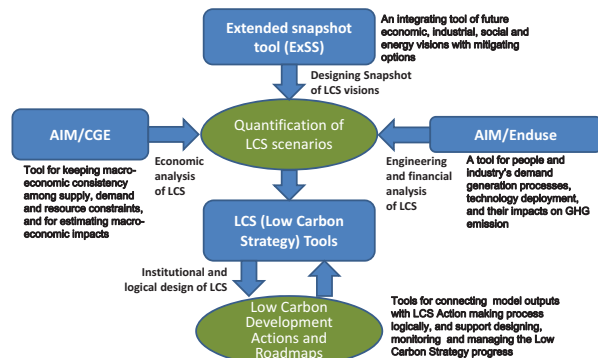 Extended snapshot
tool (ExSS)
An integrating tool of future
economic, industrial, social and
energy visions with mitigating
options
Designing Snapshot
of LCS visions
AIM/CGE
Quantification of
LCS scenarios
AIM/Enduse
Economic
analysis
of LCS
Engineering
and financial
analysis
of LCS
Tool for keeping macro-
economic consistency
among supply, demand
and resource constraints,
and for estimating macro-
economic impacts
A tool for people and
industry's demand
generation processes,
technology deployment,
and their impacts on GHG
emission
LCS (Low Carbon
Strategy) Tools
Institutional and
logical design of LCS
Low Carbon
Development
Actions and
Roadmaps
Tools for connecting model outputs
with LCS Action making process
logically, and support designing,
monitoring and managing the Low
Carbon Strategy progress